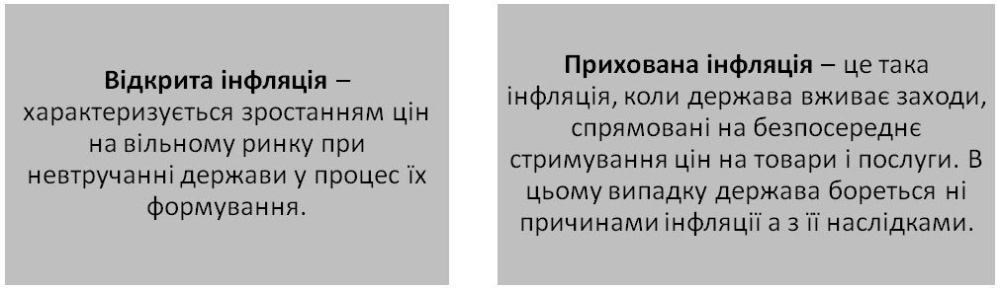 Відкрита інфляція –
характеризується зростанням цін
на вільному ринку при
невтручанні держави у процес їх
формування.
Прихована інфляція – це така
інфляція, коли держава вживає заходи,
спрямовані на безпосереднє
стримування цін на товари і послуги. В
цьому випадку держава бореться ні
причинами інфляції а з її наслідками.